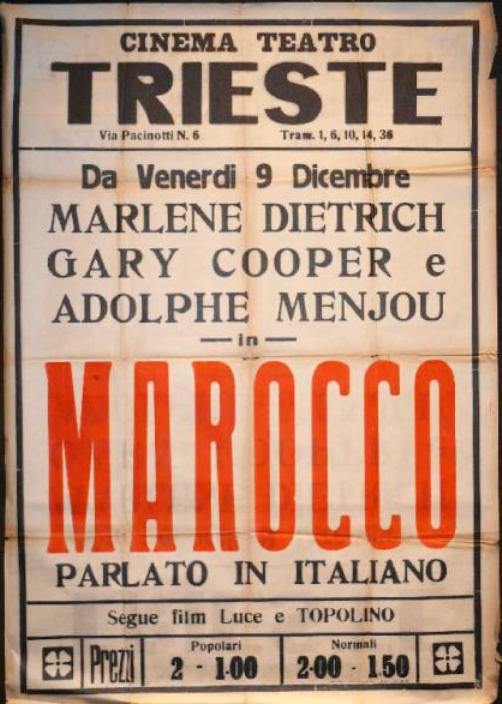 CINEMA TEATRO
TRIESTE
Via Pacinotti N. 6 Tram. 1, 6, 10, 14, 36
Da Venerdi 9 Dicembre
MARLENE DIETRICH
GARY COOPER e
ADOLPHE MENJOU
— in —
MAROCCO
PARLATO IN ITALIANO
Segue film Luce e TOPOLINO
Prezzi Popolari 2 - 1·00 Normali 2·00 - 1·50